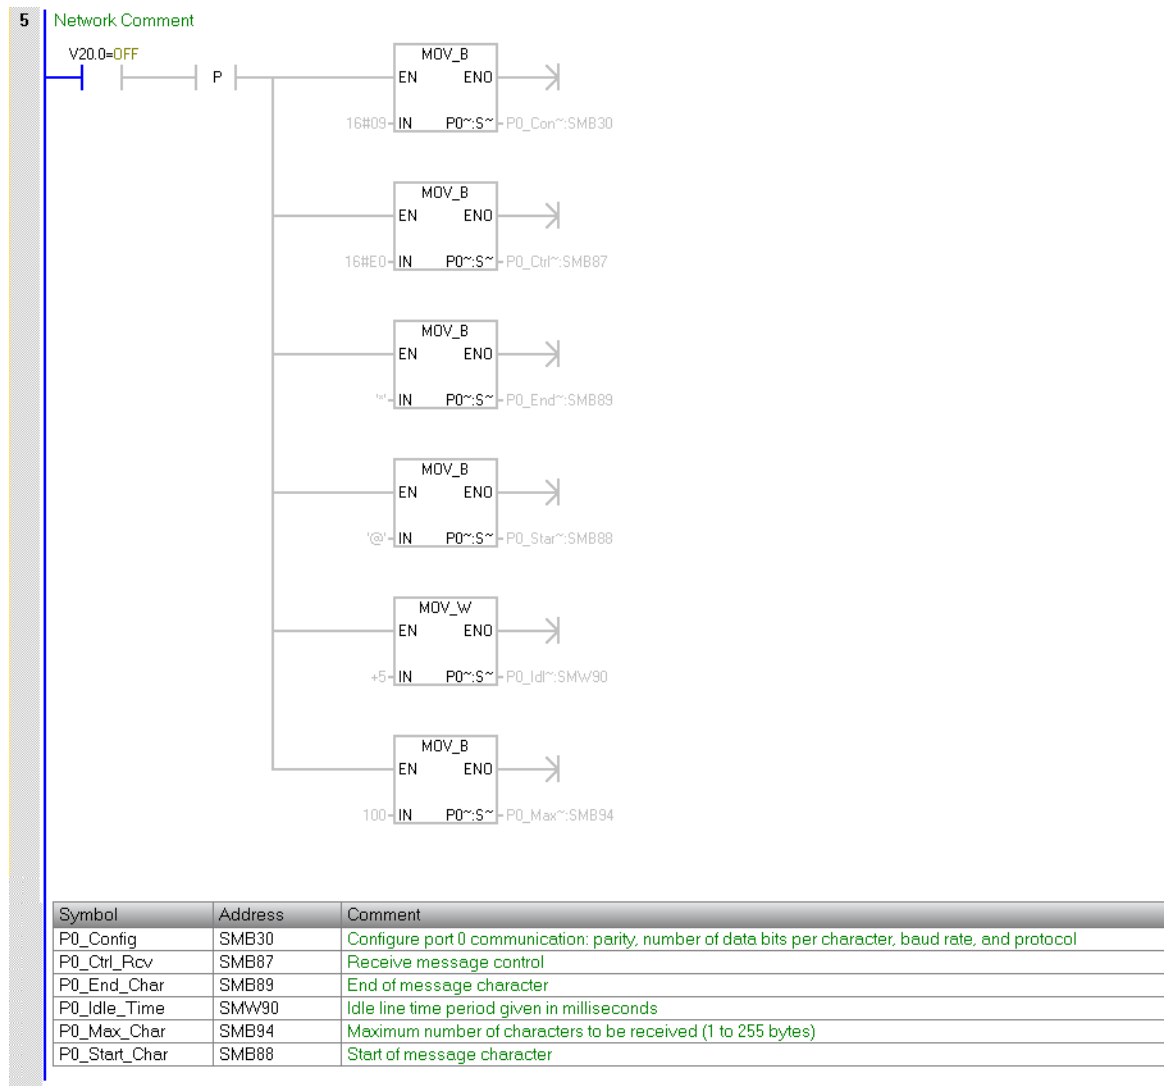 5 Network Comment
V20.0=OFF
P
MOV_B
EN ENO
16#09 IN P0~:S~ P0_Con~:SMB30
MOV_B
EN ENO
16#E0 IN P0~:S~ P0_Ctrl~:SMB87
MOV_B
EN ENO
'*' IN P0~:S~ P0_End~:SMB89
MOV_B
EN ENO
'@' IN P0~:S~ P0_Star~:SMB88
MOV_W
EN ENO
+5 IN P0~:S~ P0_Idl~:SMW90
MOV_B
EN ENO
100 IN P0~:S~ P0_Max~:SMB94
Symbol Address Comment
P0_Config SMB30 Configure port 0 communication: parity, number of data bits per character, baud rate, and protocol
P0_Ctrl_Rcv SMB87 Receive message control
P0_End_Char SMB89 End of message character
P0_Idle_Time SMW90 Idle line time period given in milliseconds
P0_Max_Char SMB94 Maximum number of characters to be received (1 to 255 bytes)
P0_Start_Char SMB88 Start of message character